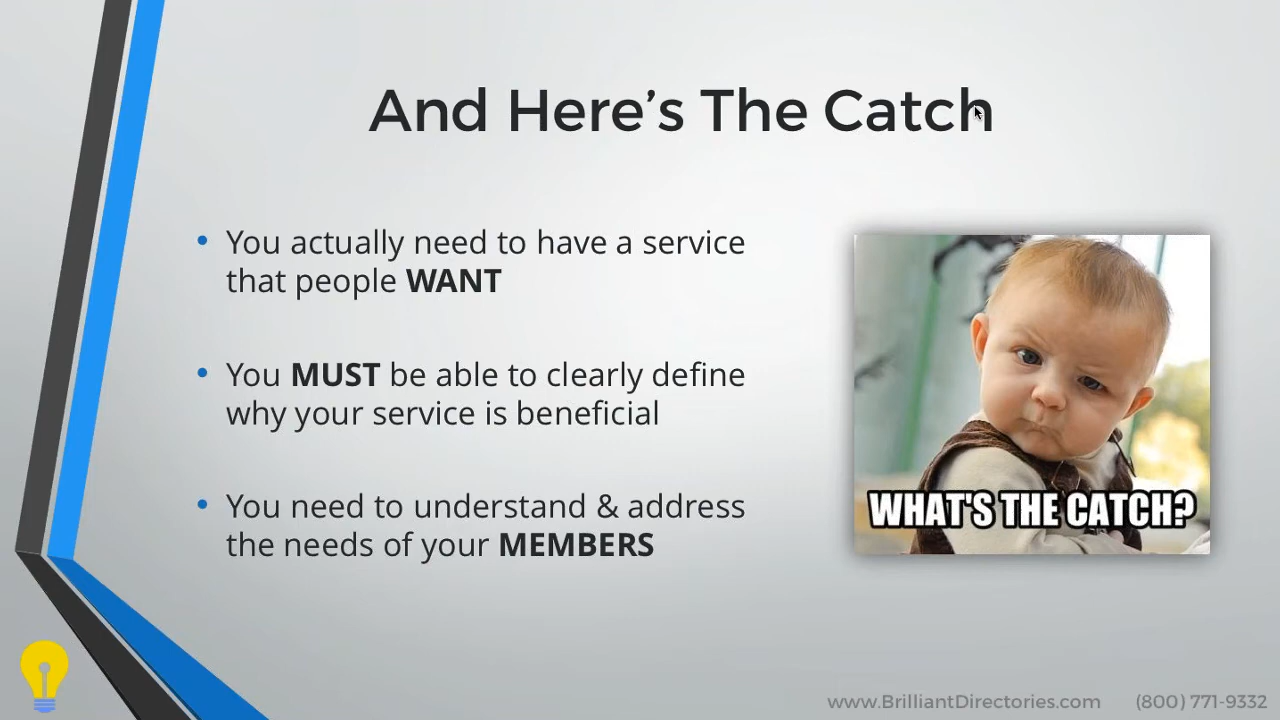 And Here’s The Catch
• You actually need to have a service
that people WANT
• You MUST be able to clearly define
why your service is beneficial
• You need to understand & address
the needs of your MEMBERS
WHAT'S THE CATCH?
www.BrilliantDirectories.com (800) 771-9332